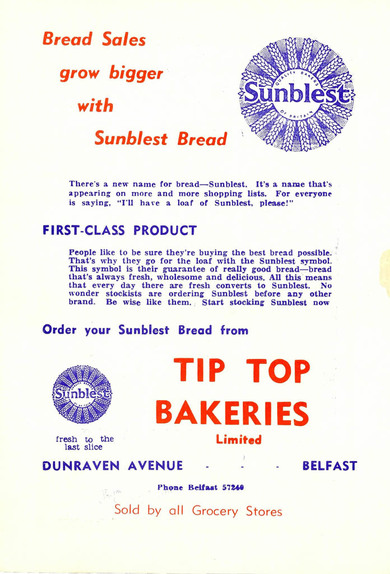 Bread Sales
grow bigger
with
Sunblest Bread
QUALITY BAKERS
Sunblest
OF BRITAIN
There's a new name for bread—Sunblest. It's a name that's
appearing on more and more shopping lists. For everyone
is saying, "I'll have a loaf of Sunblest, please!"
FIRST-CLASS PRODUCT
People like to be sure they're buying the best bread possible.
That's why they go for the loaf with the Sunblest symbol.
This symbol is their guarantee of really good bread—bread
that's always fresh, wholesome and delicious. All this means
that every day there are fresh converts to Sunblest. No
wonder stockists are ordering Sunblest before any other
brand. Be wise like them. Start stocking Sunblest now
Order your Sunblest Bread from
Sunblest
fresh to the
last slice
TIP TOP
BAKERIES
Limited
DUNRAVEN AVENUE - - - BELFAST
Phone Belfast 57240
Sold by all Grocery Stores